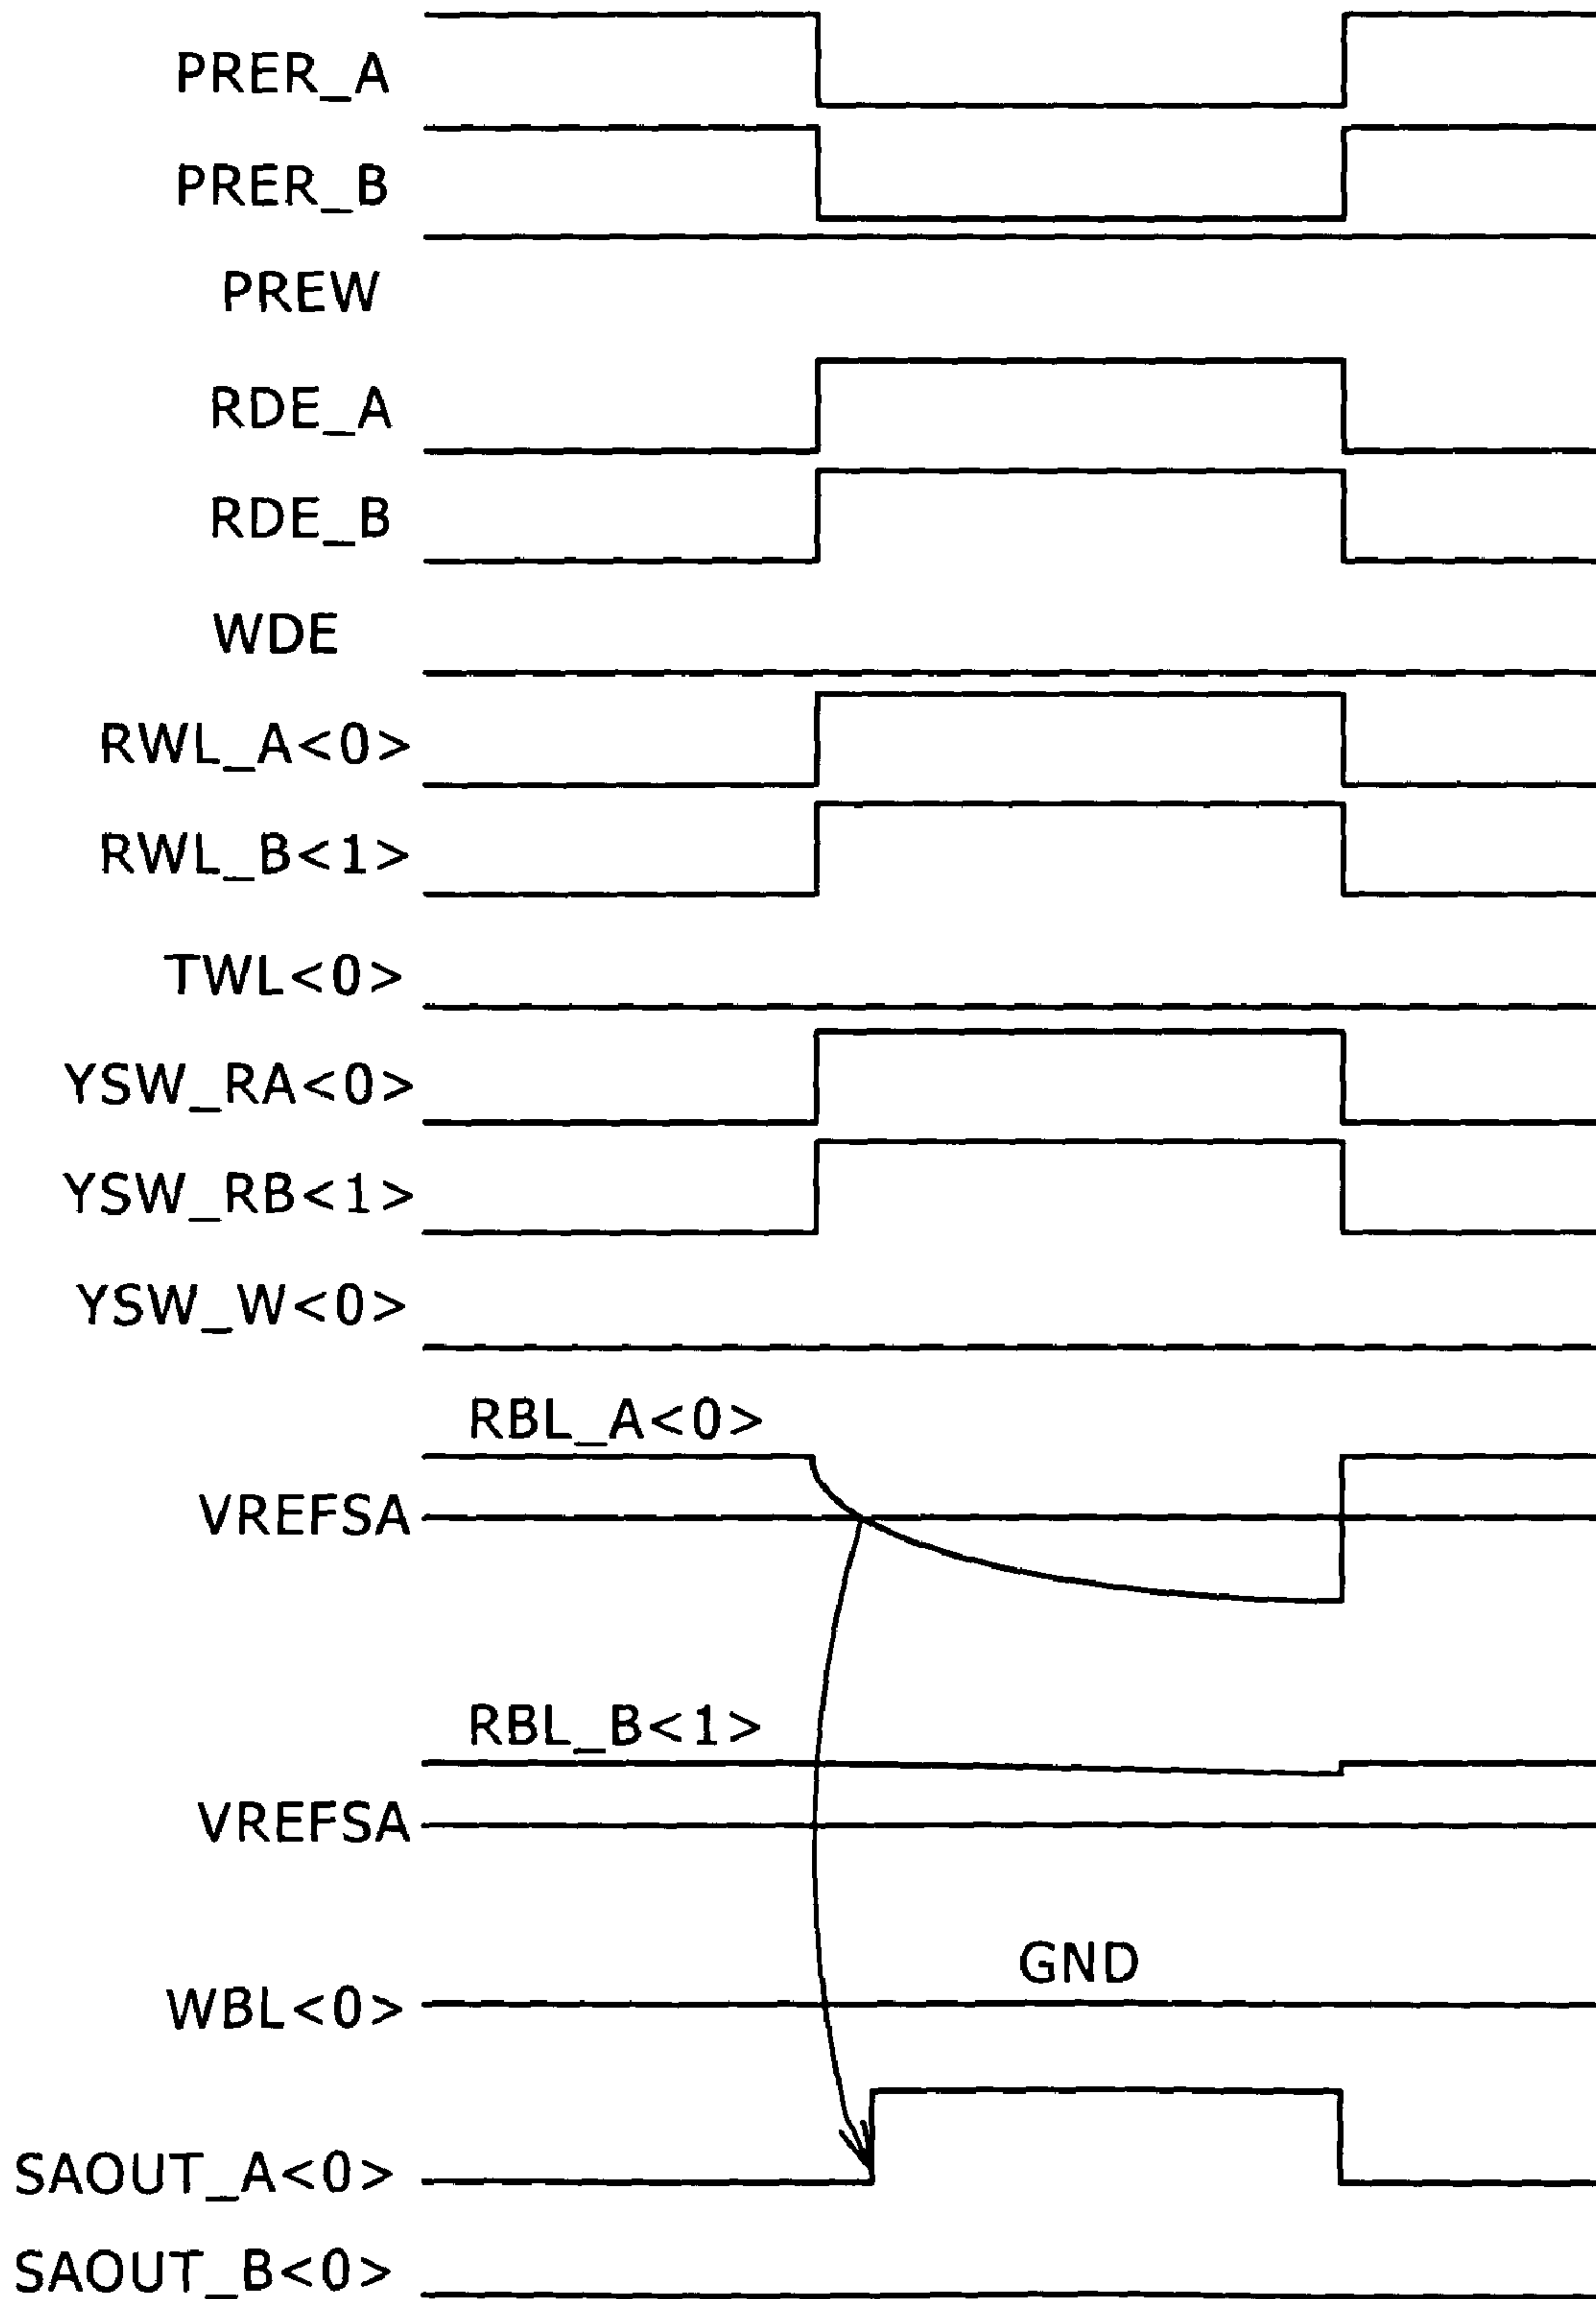 PRER_A
PRER_B
PREW
RDE_A
RDE_B
WDE
RWL_A<0>
RWL_B<1>
TWL<0>
YSW_RA<0>
YSW_RB<1>
YSW_W<0>
RBL_A<0>
VREFSA
RBL_B<1>
VREFSA
GND
WBL<0>
SAOUT_A<0>
SAOUT_B<0>